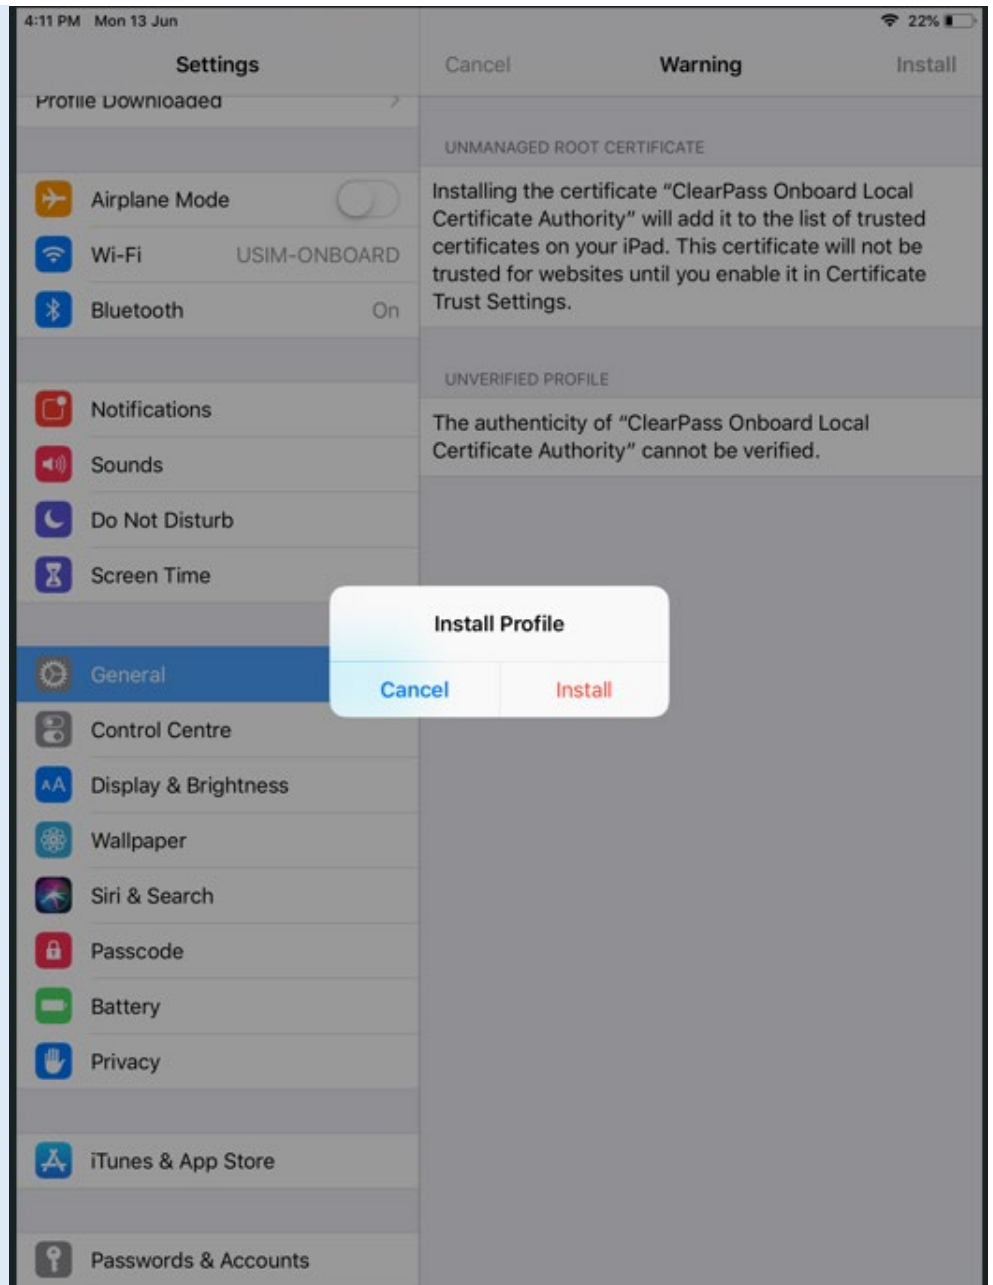 4:11 PM Mon 13 Jun
22%
Settings
Cancel
Warning
Install
Profile Downloaded
UNMANAGED ROOT CERTIFICATE
Installing the certificate “ClearPass Onboard Local
Certificate Authority” will add it to the list of trusted
certificates on your iPad. This certificate will not be
trusted for websites until you enable it in Certificate
Trust Settings.
UNVERIFIED PROFILE
The authenticity of “ClearPass Onboard Local
Certificate Authority” cannot be verified.
Airplane Mode
Wi-Fi USIM-ONBOARD
Bluetooth On
Notifications
Sounds
Do Not Disturb
Screen Time
General
Control Centre
AA Display & Brightness
Wallpaper
Siri & Search
Passcode
Battery
Privacy
iTunes & App Store
Passwords & Accounts
Install Profile
Cancel Install